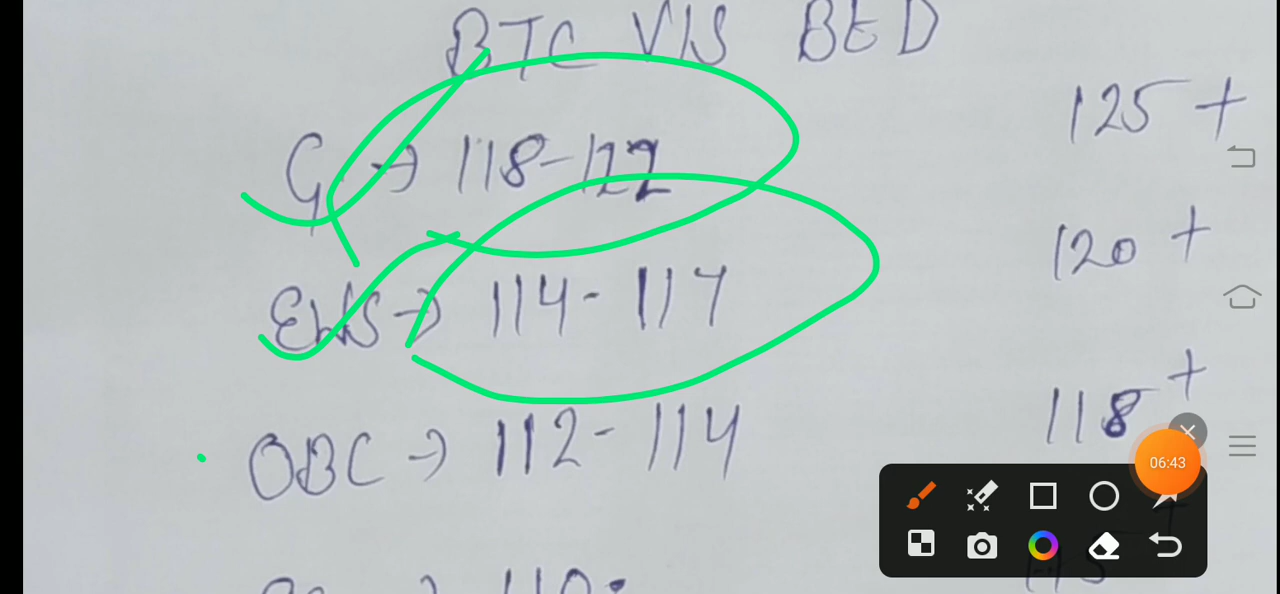 BTC V/S BED
G → 118-122 125+
EWS → 114-117 120+
OBC → 112-114 118+
06:43